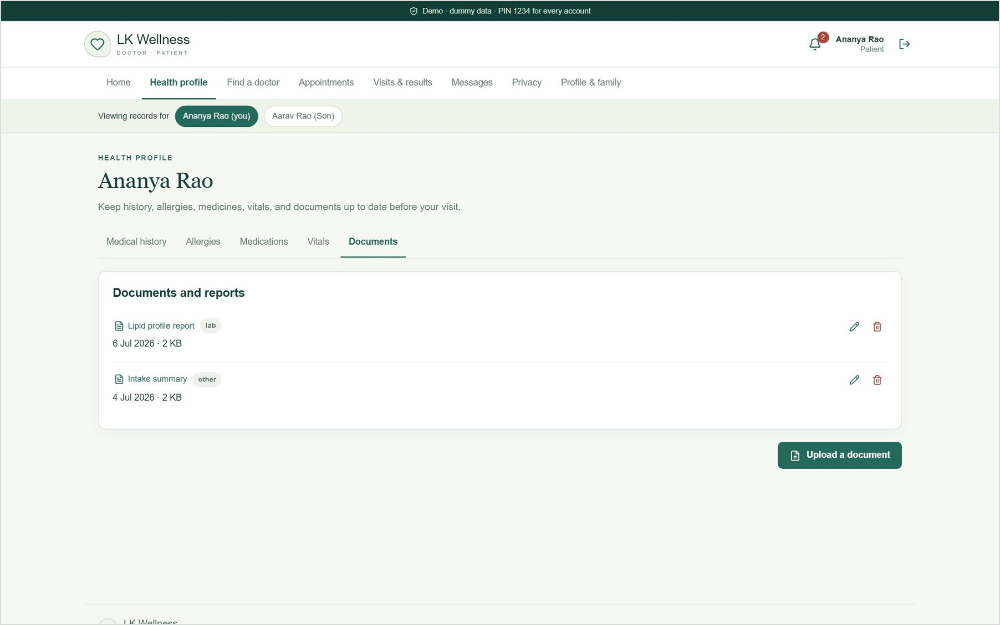 Demo · dummy data · PIN 1234 for every account
LK Wellness
DOCTOR · PATIENT
2
Ananya Rao
Patient
Home Health profile Find a doctor Appointments Visits & results Messages Privacy Profile & family
Viewing records for Ananya Rao (you) Aarav Rao (Son)
HEALTH PROFILE
Ananya Rao
Keep history, allergies, medicines, vitals, and documents up to date before your visit.
Medical history Allergies Medications Vitals Documents
Documents and reports
Lipid profile report lab
6 Jul 2026 · 2 KB
Intake summary other
4 Jul 2026 · 2 KB
Upload a document
LK Wellness